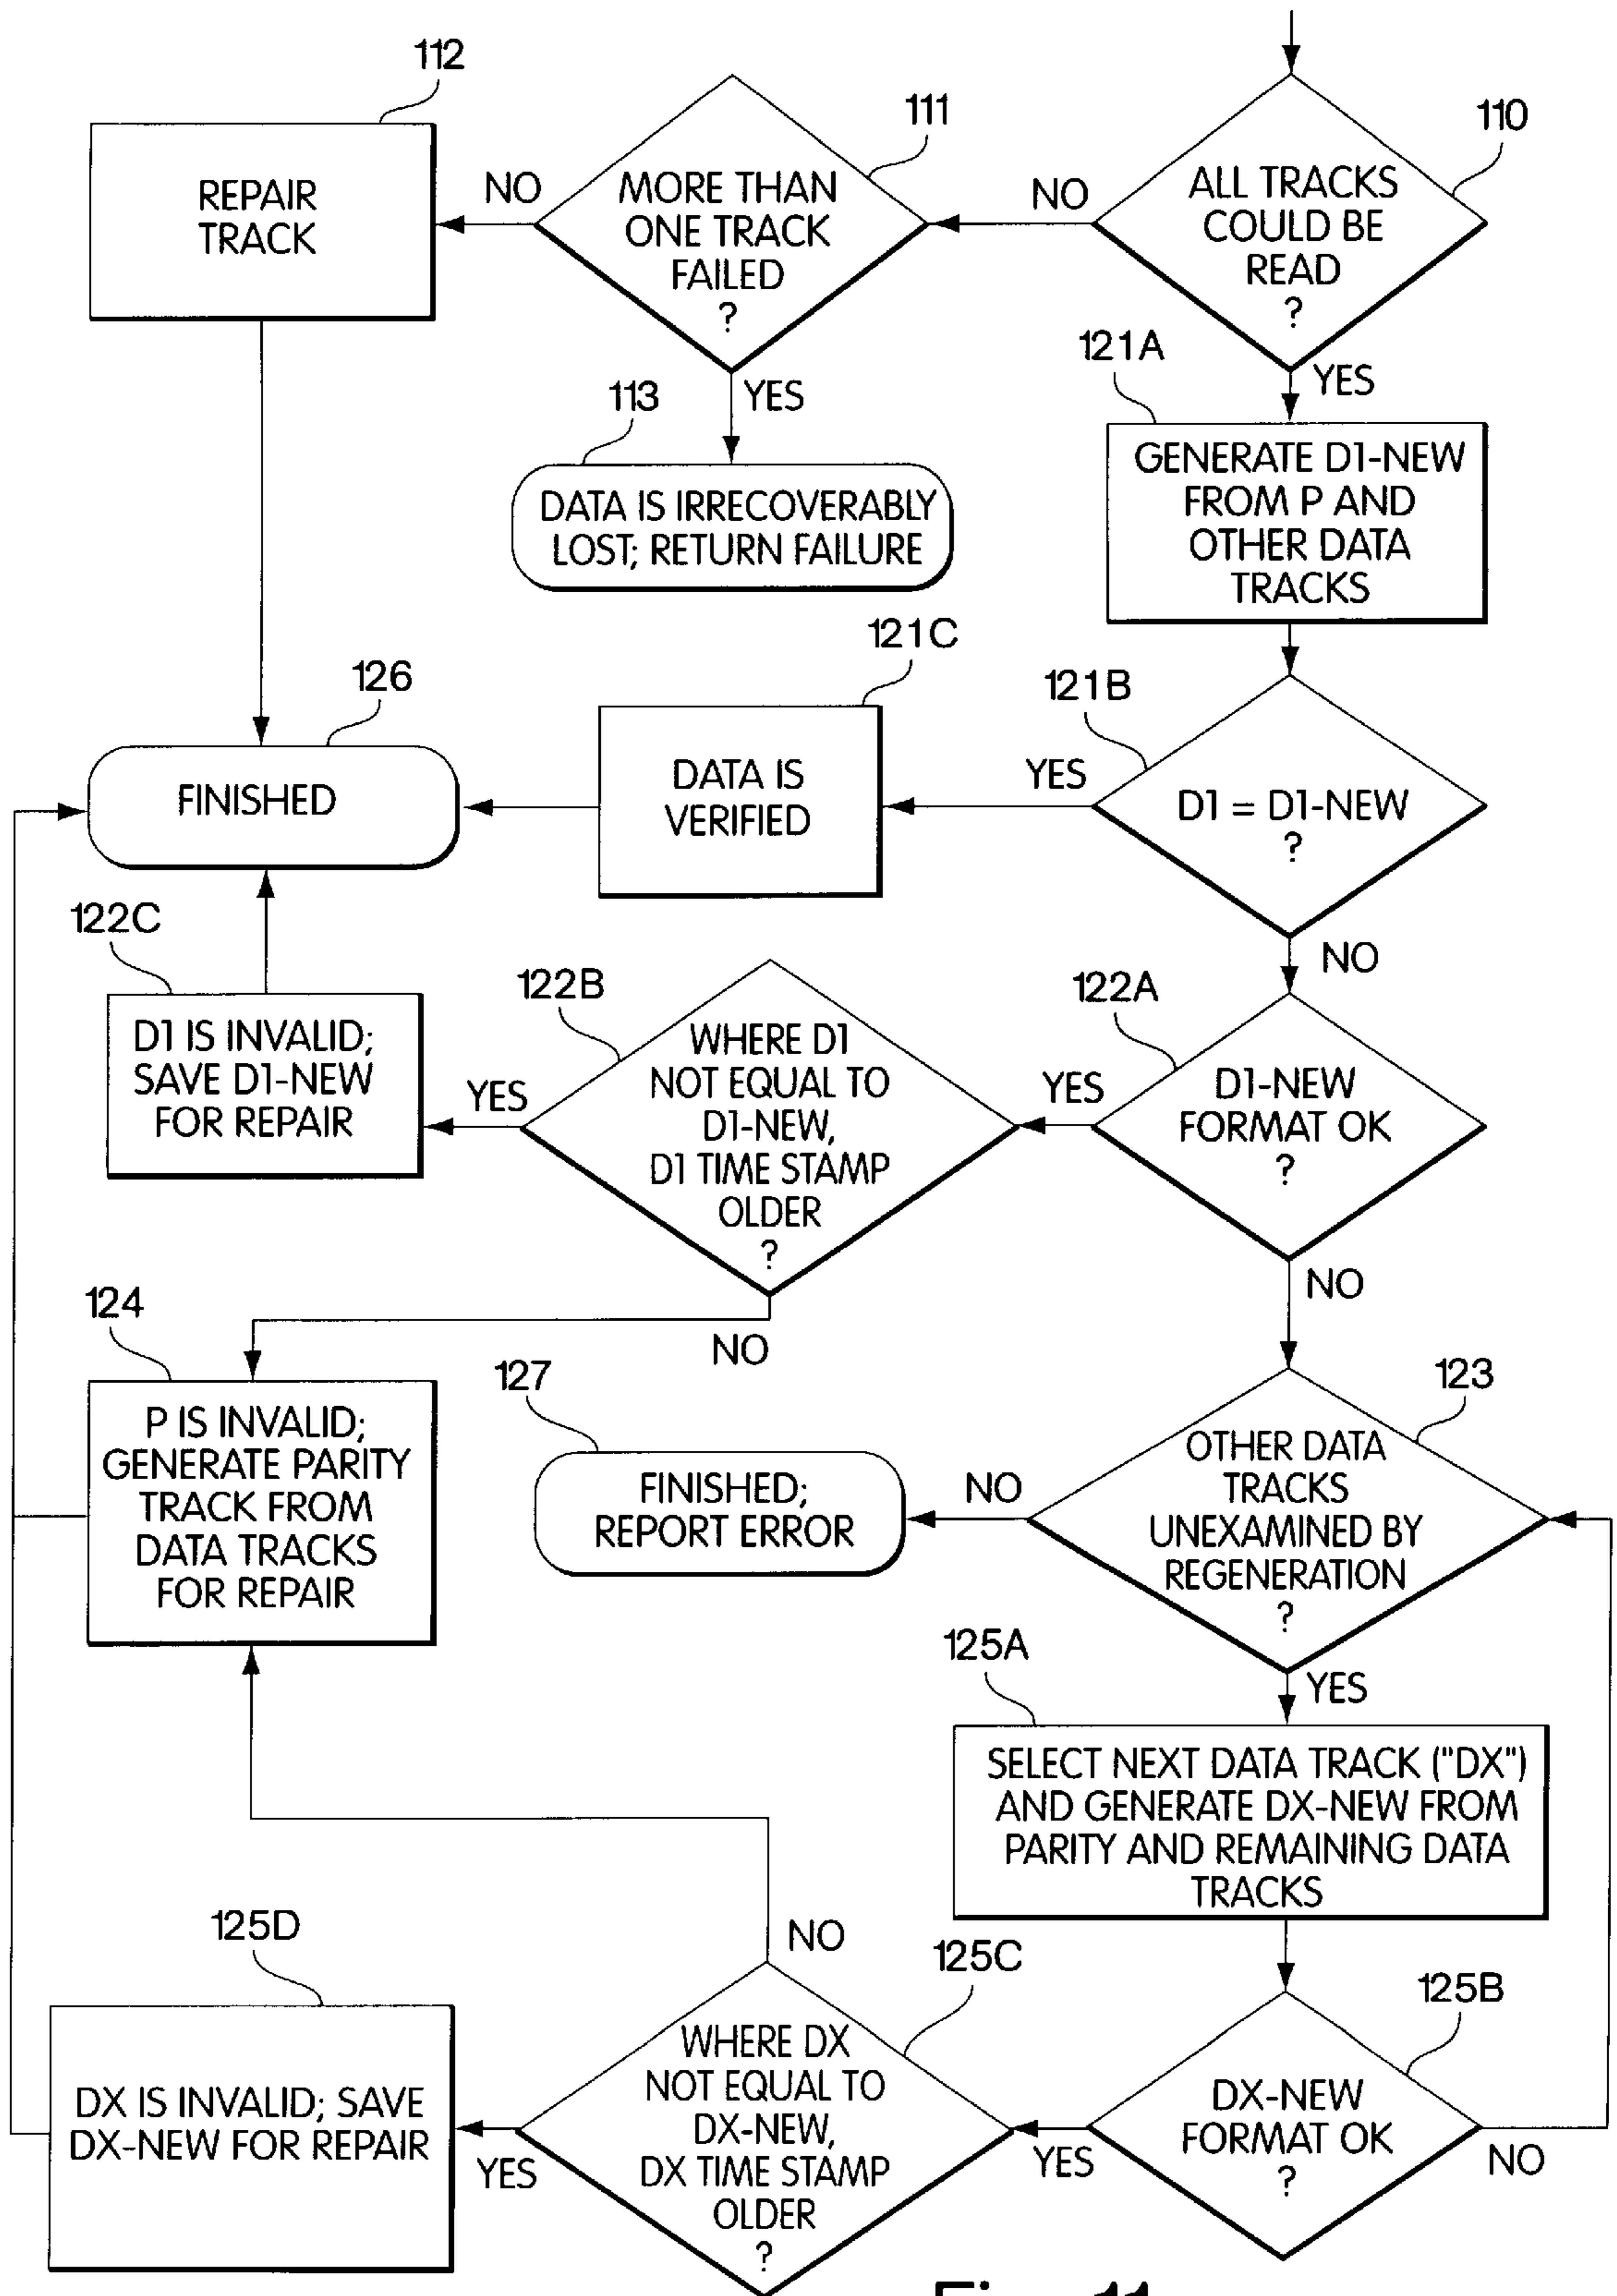 112
REPAIR
TRACK
NO
111
MORE THAN
ONE TRACK
FAILED
?
NO
110
ALL TRACKS
COULD BE
READ
?
YES
YES
113
DATA IS IRRECOVERABLY
LOST; RETURN FAILURE
121A
GENERATE D1-NEW
FROM P AND
OTHER DATA
TRACKS
126
FINISHED
121C
DATA IS
VERIFIED
YES
121B
D1 = D1-NEW
?
NO
122C
D1 IS INVALID;
SAVE D1-NEW
FOR REPAIR
YES
122B
WHERE D1
NOT EQUAL TO
D1-NEW,
D1 TIME STAMP
OLDER
?
NO
YES
122A
D1-NEW
FORMAT OK
?
NO
124
P IS INVALID;
GENERATE PARITY
TRACK FROM
DATA TRACKS
FOR REPAIR
127
FINISHED;
REPORT ERROR
NO
123
OTHER DATA
TRACKS
UNEXAMINED BY
REGENERATION
?
YES
125A
SELECT NEXT DATA TRACK ("DX")
AND GENERATE DX-NEW FROM
PARITY AND REMAINING DATA
TRACKS
125D
DX IS INVALID; SAVE
DX-NEW FOR REPAIR
YES
NO
125C
WHERE DX
NOT EQUAL TO
DX-NEW,
DX TIME STAMP
OLDER
?
YES
125B
DX-NEW
FORMAT OK
?
NO
Fig. 11